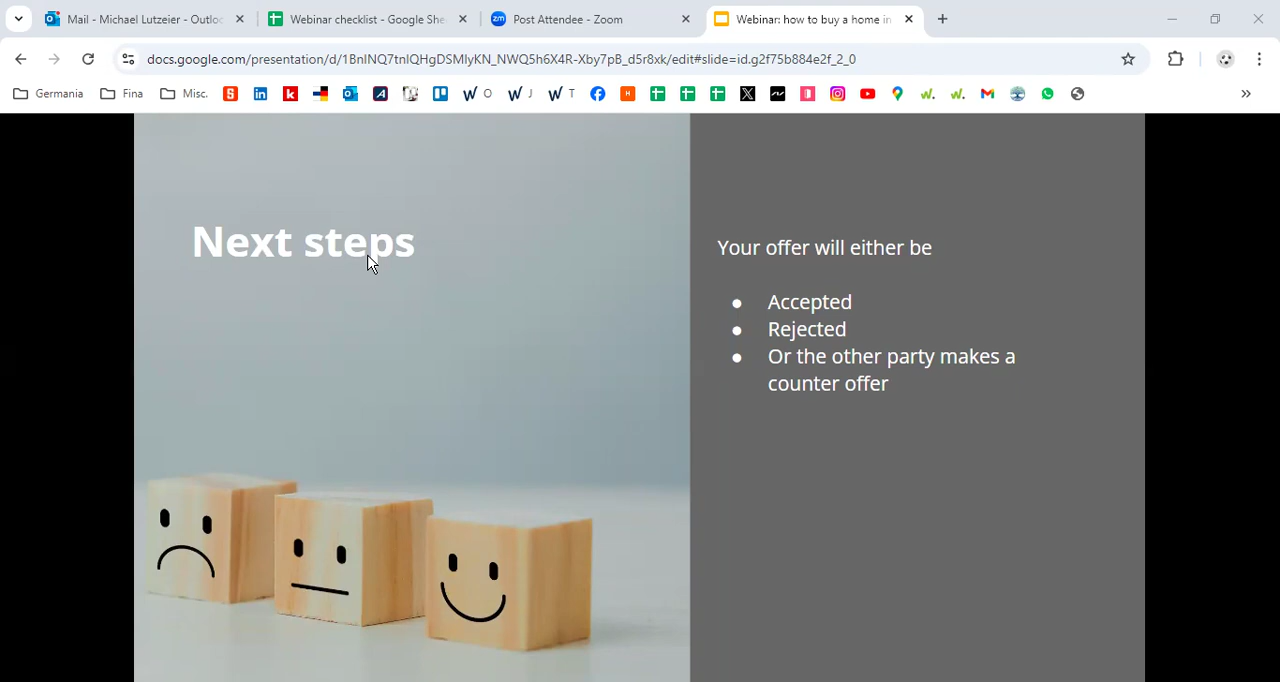 Mail - Michael Lutzeier - Outlo
Webinar checklist - Google She
zm Post Attendee - Zoom
Webinar: how to buy a home in
docs.google.com/presentation/d/1BnINQ7tnIQHgDSMIyKN_NWQ5h6X4R-Xby7pB_d5r8xk/edit#slide=id.g2f75b884e2f_2_0
Germania
Fina
Misc.
O
J
T
Next steps
Your offer will either be
● Accepted
● Rejected
● Or the other party makes a
counter offer